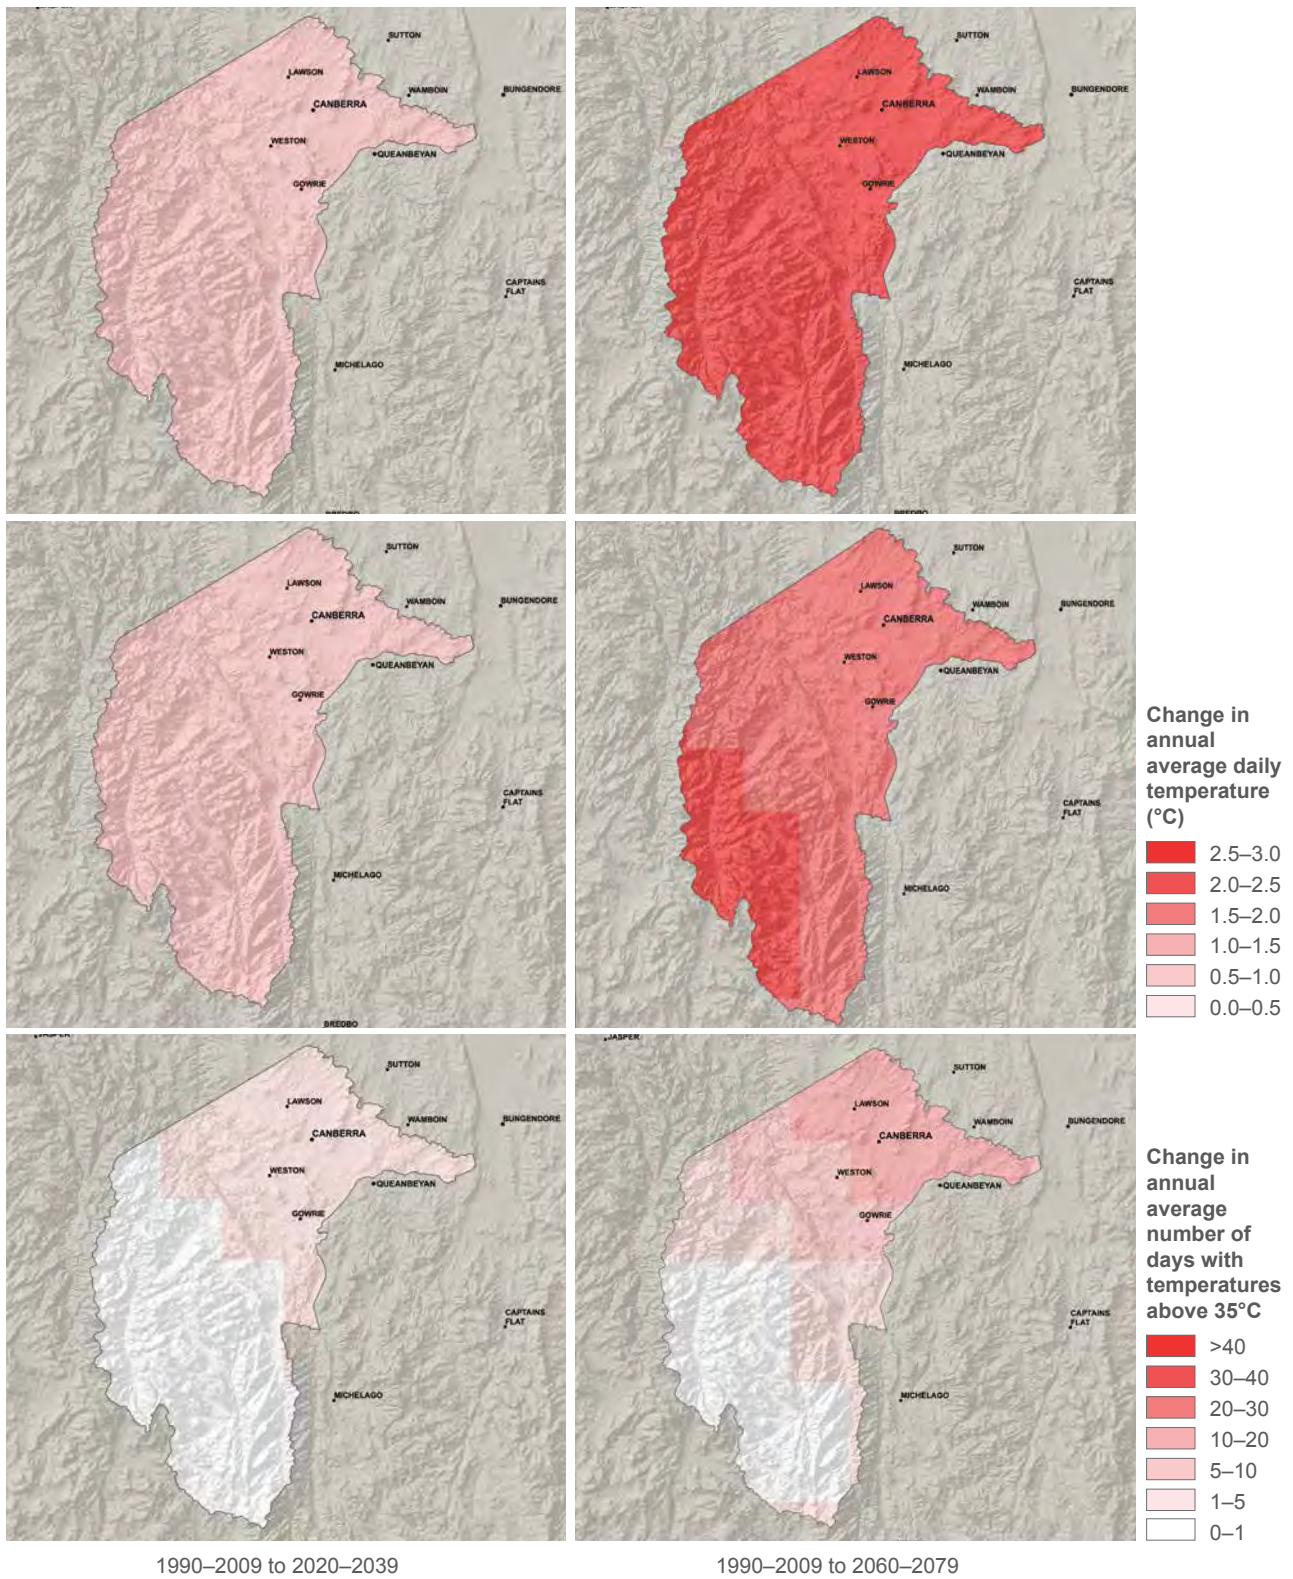 SUTTON
LAWSON
WAMBOIN
BUNGENDORE
CANBERRA
WESTON
QUEANBEYAN
GOWRIE
CAPTAINS
FLAT
MICHELAGO
SUTTON
LAWSON
WAMBOIN
BUNGENDORE
CANBERRA
WESTON
QUEANBEYAN
GOWRIE
CAPTAINS
FLAT
MICHELAGO
SUTTON
LAWSON
WAMBOIN
BUNGENDORE
CANBERRA
WESTON
QUEANBEYAN
GOWRIE
CAPTAINS
FLAT
MICHELAGO
BREDBO
SUTTON
LAWSON
WAMBOIN
BUNGENDORE
CANBERRA
WESTON
QUEANBEYAN
GOWRIE
CAPTAINS
FLAT
MICHELAGO
Change in
annual
average daily
temperature
(°C)
2.5–3.0
2.0–2.5
1.5–2.0
1.0–1.5
0.5–1.0
0.0–0.5
SUTTON
LAWSON
WAMBOIN
BUNGENDORE
CANBERRA
WESTON
QUEANBEYAN
GOWRIE
CAPTAINS
FLAT
MICHELAGO
JASPER
SUTTON
LAWSON
WAMBOIN
BUNGENDORE
CANBERRA
WESTON
QUEANBEYAN
GOWRIE
CAPTAINS
FLAT
MICHELAGO
Change in
annual
average
number of
days with
temperatures
above 35°C
>40
30–40
20–30
10–20
5–10
1–5
0–1
1990–2009 to 2020–2039
1990–2009 to 2060–2079